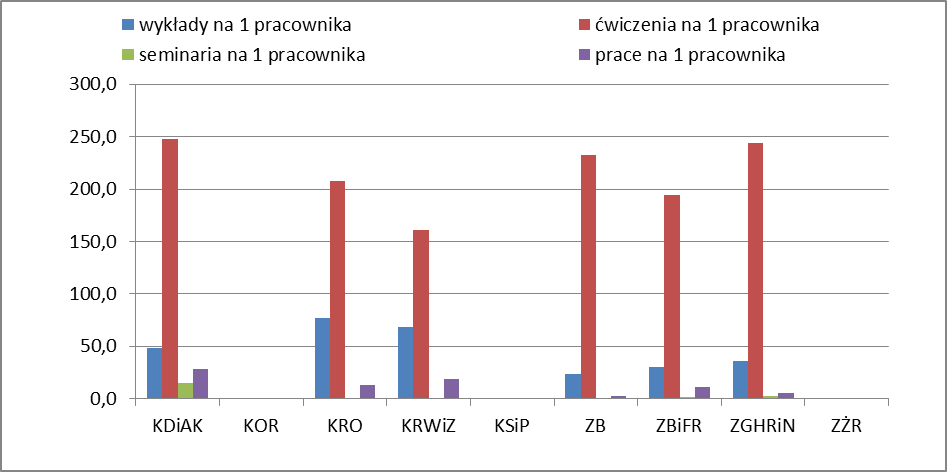 wykłady na 1 pracownika ćwiczenia na 1 pracownika
seminaria na 1 pracownika prace na 1 pracownika
300,0
250,0
200,0
150,0
100,0
50,0
0,0
KDiAK KOR KRO KRWiZ KSiP ZB ZBiFR ZGHRiN ZŻR